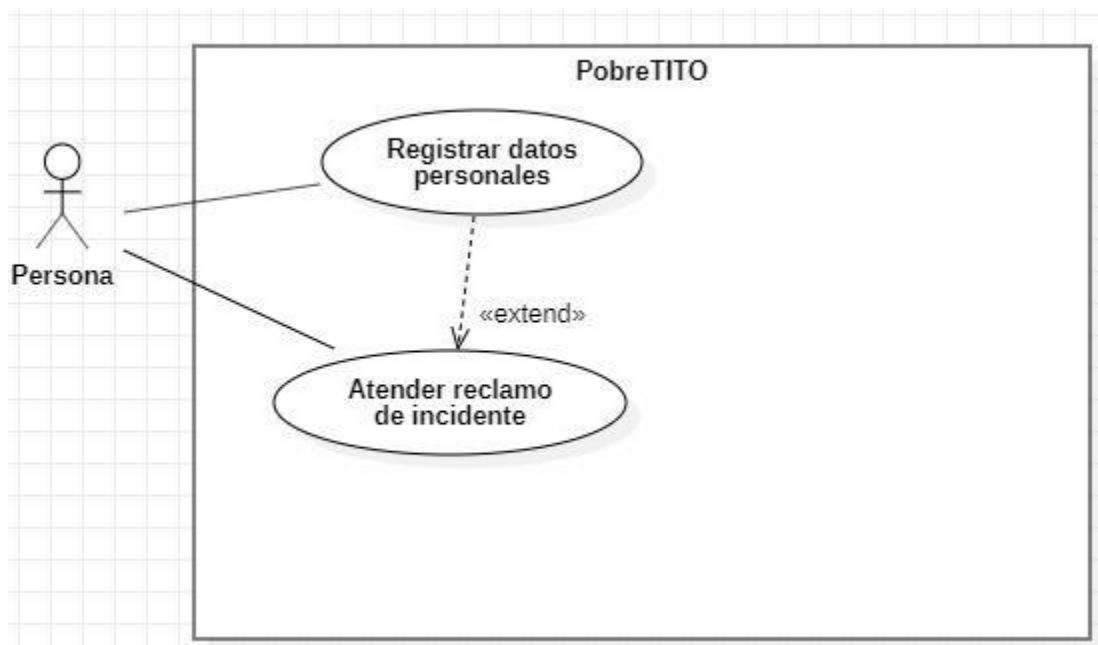 PobreTITO
Registrar datos
personales
Persona
«extend»
Atender reclamo
de incidente